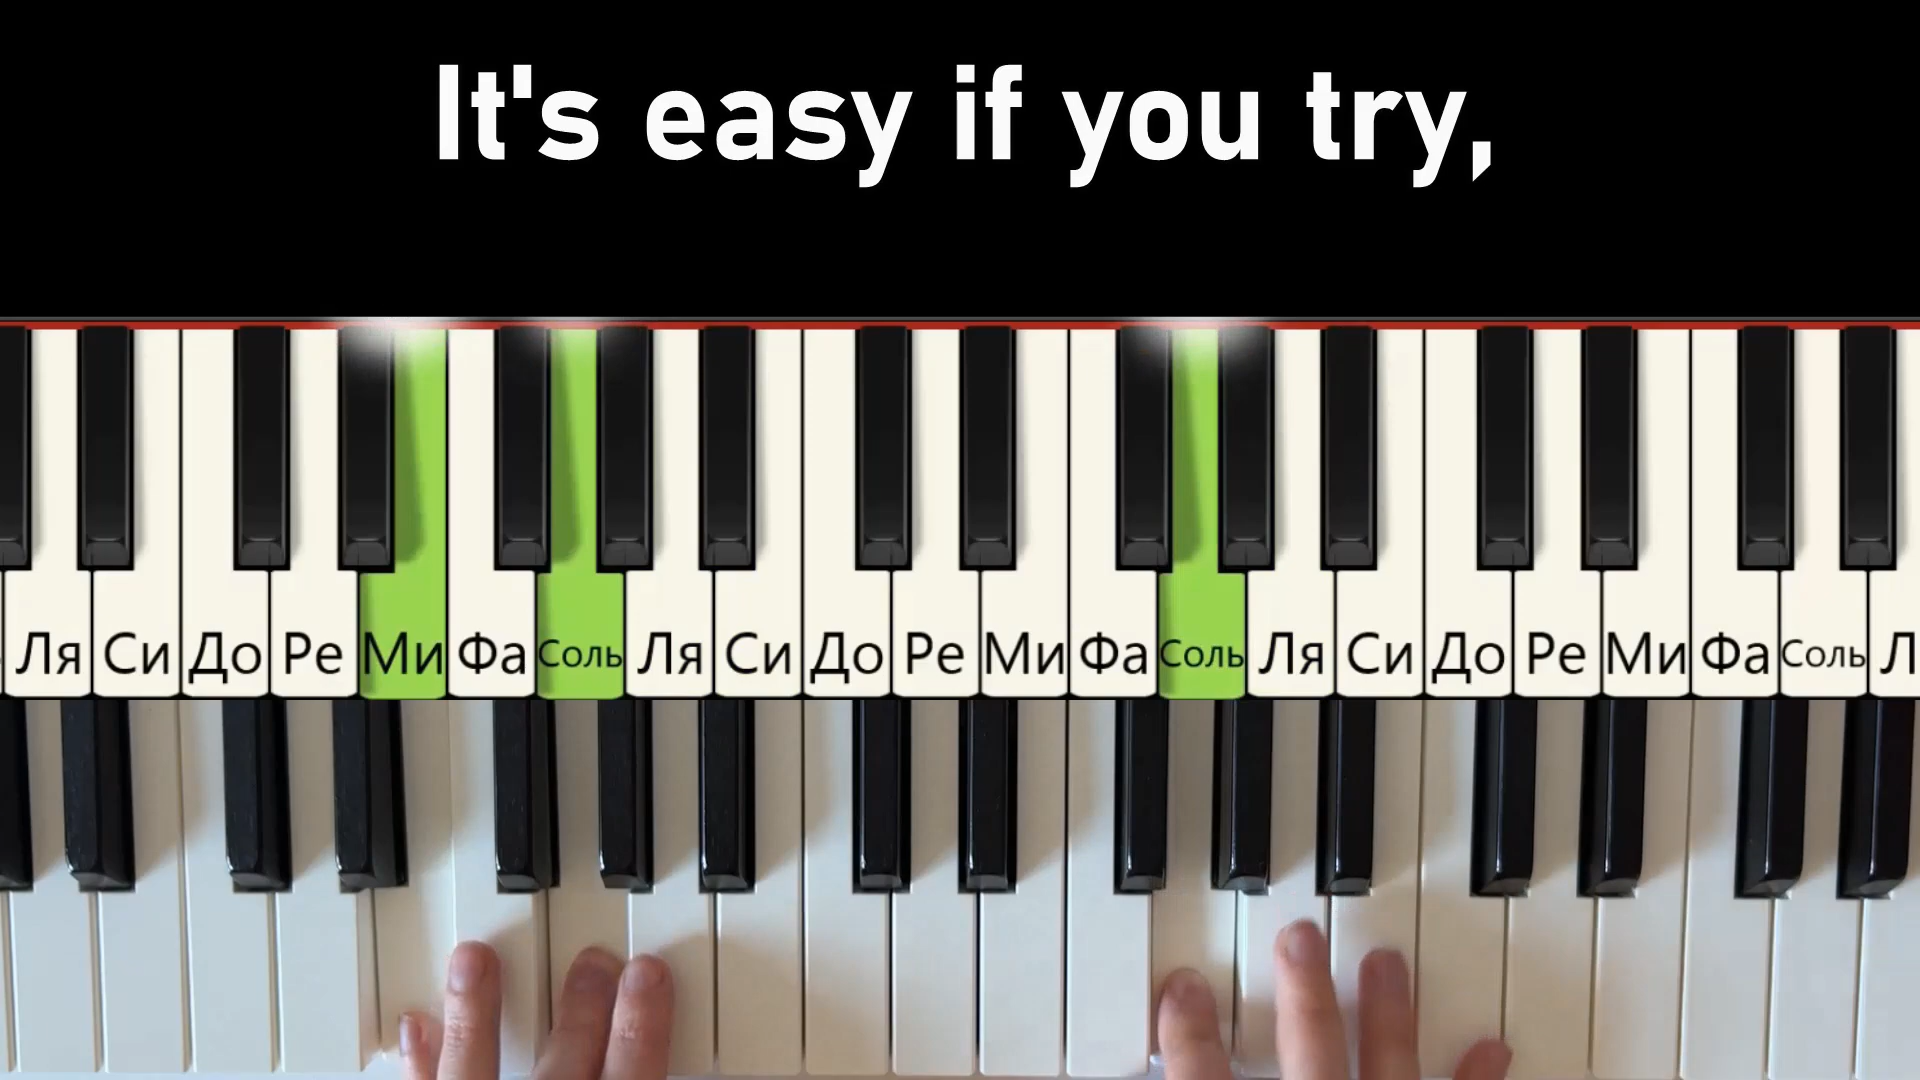 It's easy if you try,
Ля Си До Ре Ми Фа Соль Ля Си До Ре Ми Фа Соль Ля Си До Ре Ми Фа Соль Л